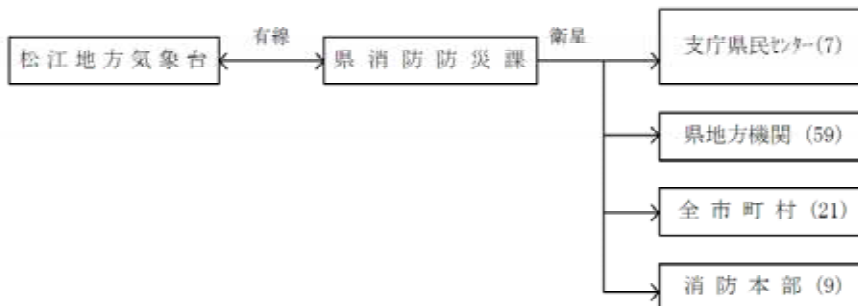 松江地方気象台
有線
県消防防災課
衛星
支庁県民ｾﾝﾀｰ(7)
県地方機関 (59)
全市町村 (21)
消防本部 (9)